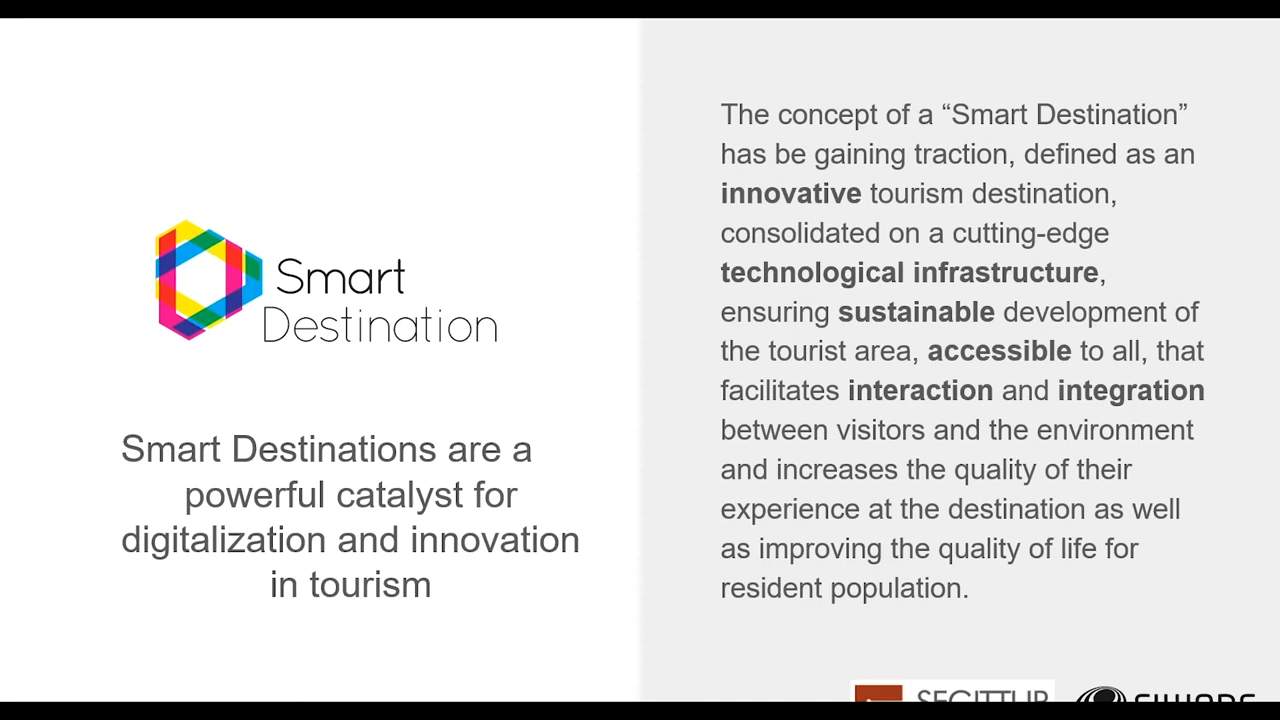 Smart
Destination
Smart Destinations are a
powerful catalyst for
digitalization and innovation
in tourism
The concept of a “Smart Destination”
has be gaining traction, defined as an
innovative tourism destination,
consolidated on a cutting-edge
technological infrastructure,
ensuring sustainable development of
the tourist area, accessible to all, that
facilitates interaction and integration
between visitors and the environment
and increases the quality of their
experience at the destination as well
as improving the quality of life for
resident population.
SEGITTUR
FIWARE